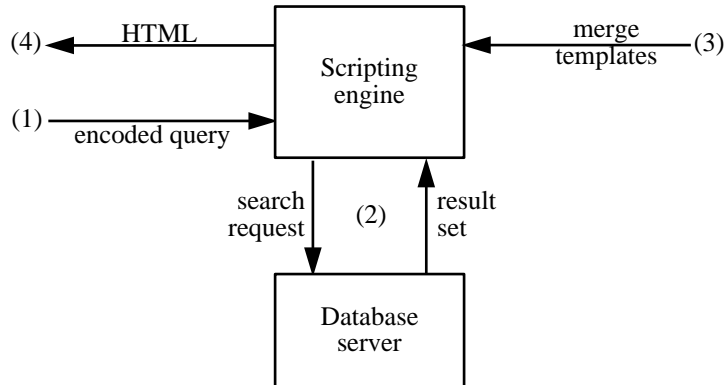 (4)
HTML
merge
templates
(3)
Scripting
engine
(1)
encoded query
search
request
(2)
result
set
Database
server